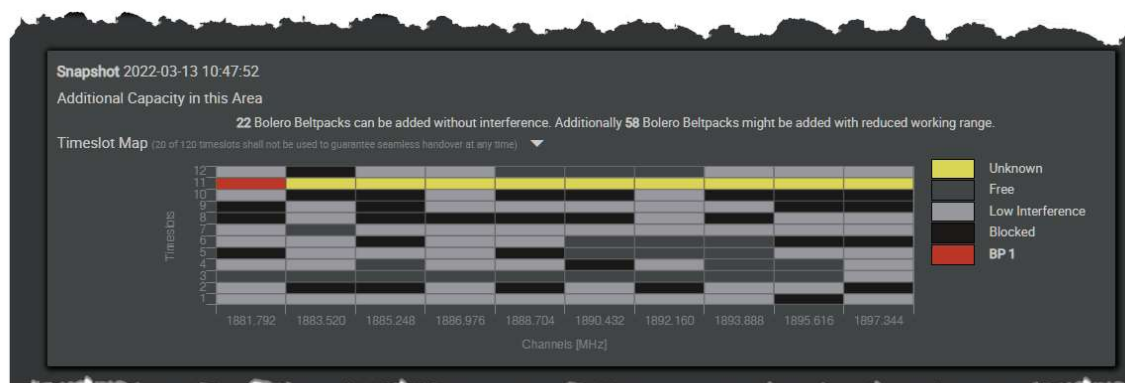 Snapshot 2022-03-13 10:47:52
Additional Capacity in this Area
22 Bolero Beltpacks can be added without interference. Additionally 58 Bolero Beltpacks might be added with reduced working range.
Timeslot Map (20 of 120 timeslots shall not be used to guarantee seamless handover at any time)
12
11
10
9
8
7
6
5
4
3
2
1
Timeslots
1881.792 1883.520 1885.248 1886.976 1888.704 1890.432 1892.160 1893.888 1895.616 1897.344
Channels [MHz]
Unknown
Free
Low Interference
Blocked
BP 1